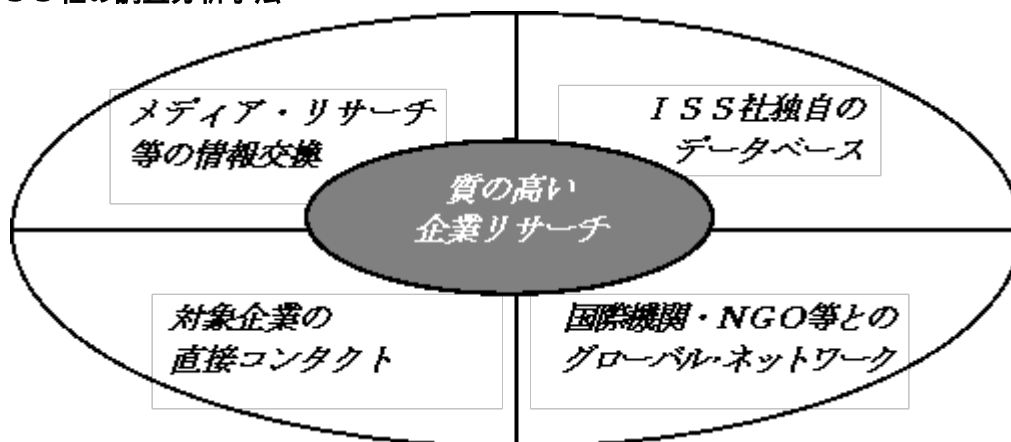 メディア・リサーチ
等の情報交換
ＩＳＳ社独自の
データベース
質の高い
企業リサーチ
対象企業の
直接コンタクト
国際機関・ＮＧＯ等との
グローバル・ネットワーク